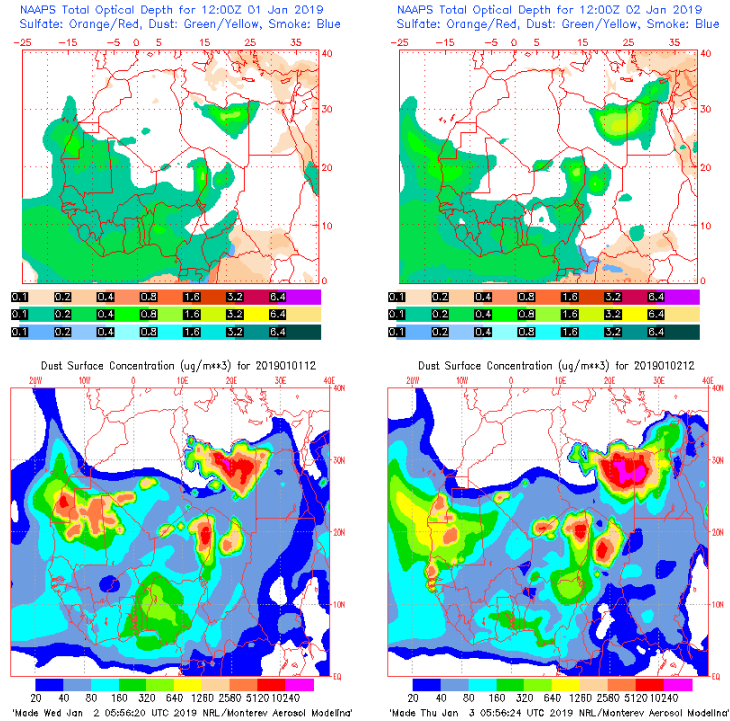 NAAPS Total Optical Depth for 12:00Z 01 Jan 2019
Sulfate: Orange/Red, Dust: Green/Yellow, Smoke: Blue
-25 -15 -5 0 5 15 25 35
40
30
20
10
0
0.1 0.2 0.4 0.8 1.6 3.2 6.4
0.1 0.2 0.4 0.8 1.6 3.2 6.4
0.1 0.2 0.4 0.8 1.6 3.2 6.4
NAAPS Total Optical Depth for 12:00Z 02 Jan 2019
Sulfate: Orange/Red, Dust: Green/Yellow, Smoke: Blue
-25 -15 -5 0 5 15 25 35
40
30
20
10
0
0.1 0.2 0.4 0.8 1.6 3.2 6.4
0.1 0.2 0.4 0.8 1.6 3.2 6.4
0.1 0.2 0.4 0.8 1.6 3.2 6.4
Dust Surface Concentration (ug/m**3) for 2019010112
20W 10W 0 10E 20E 30E 40E
40N
30N
20N
10N
EQ
20 40 80 160 320 640 1260 2580 5120 10240
'Made Wed Jan 2 05:56:20 UTC 2019 NRL/Monterey Aerosol Modeling'
Dust Surface Concentration (ug/m**3) for 2019010212
20W 10W 0 10E 20E 30E 40E
40N
30N
20N
10N
EQ
20 40 80 160 320 640 1260 2580 5120 10240
'Made Thu Jan 3 05:56:24 UTC 2019 NRL/Monterey Aerosol Modeling'